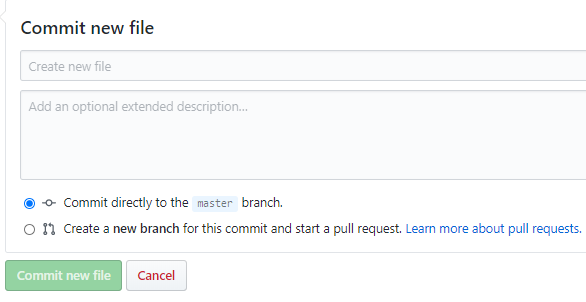 Commit new file
Create new file
Add an optional extended description...
Commit directly to the master branch.
Create a new branch for this commit and start a pull request. Learn more about pull requests.
Commit new file Cancel